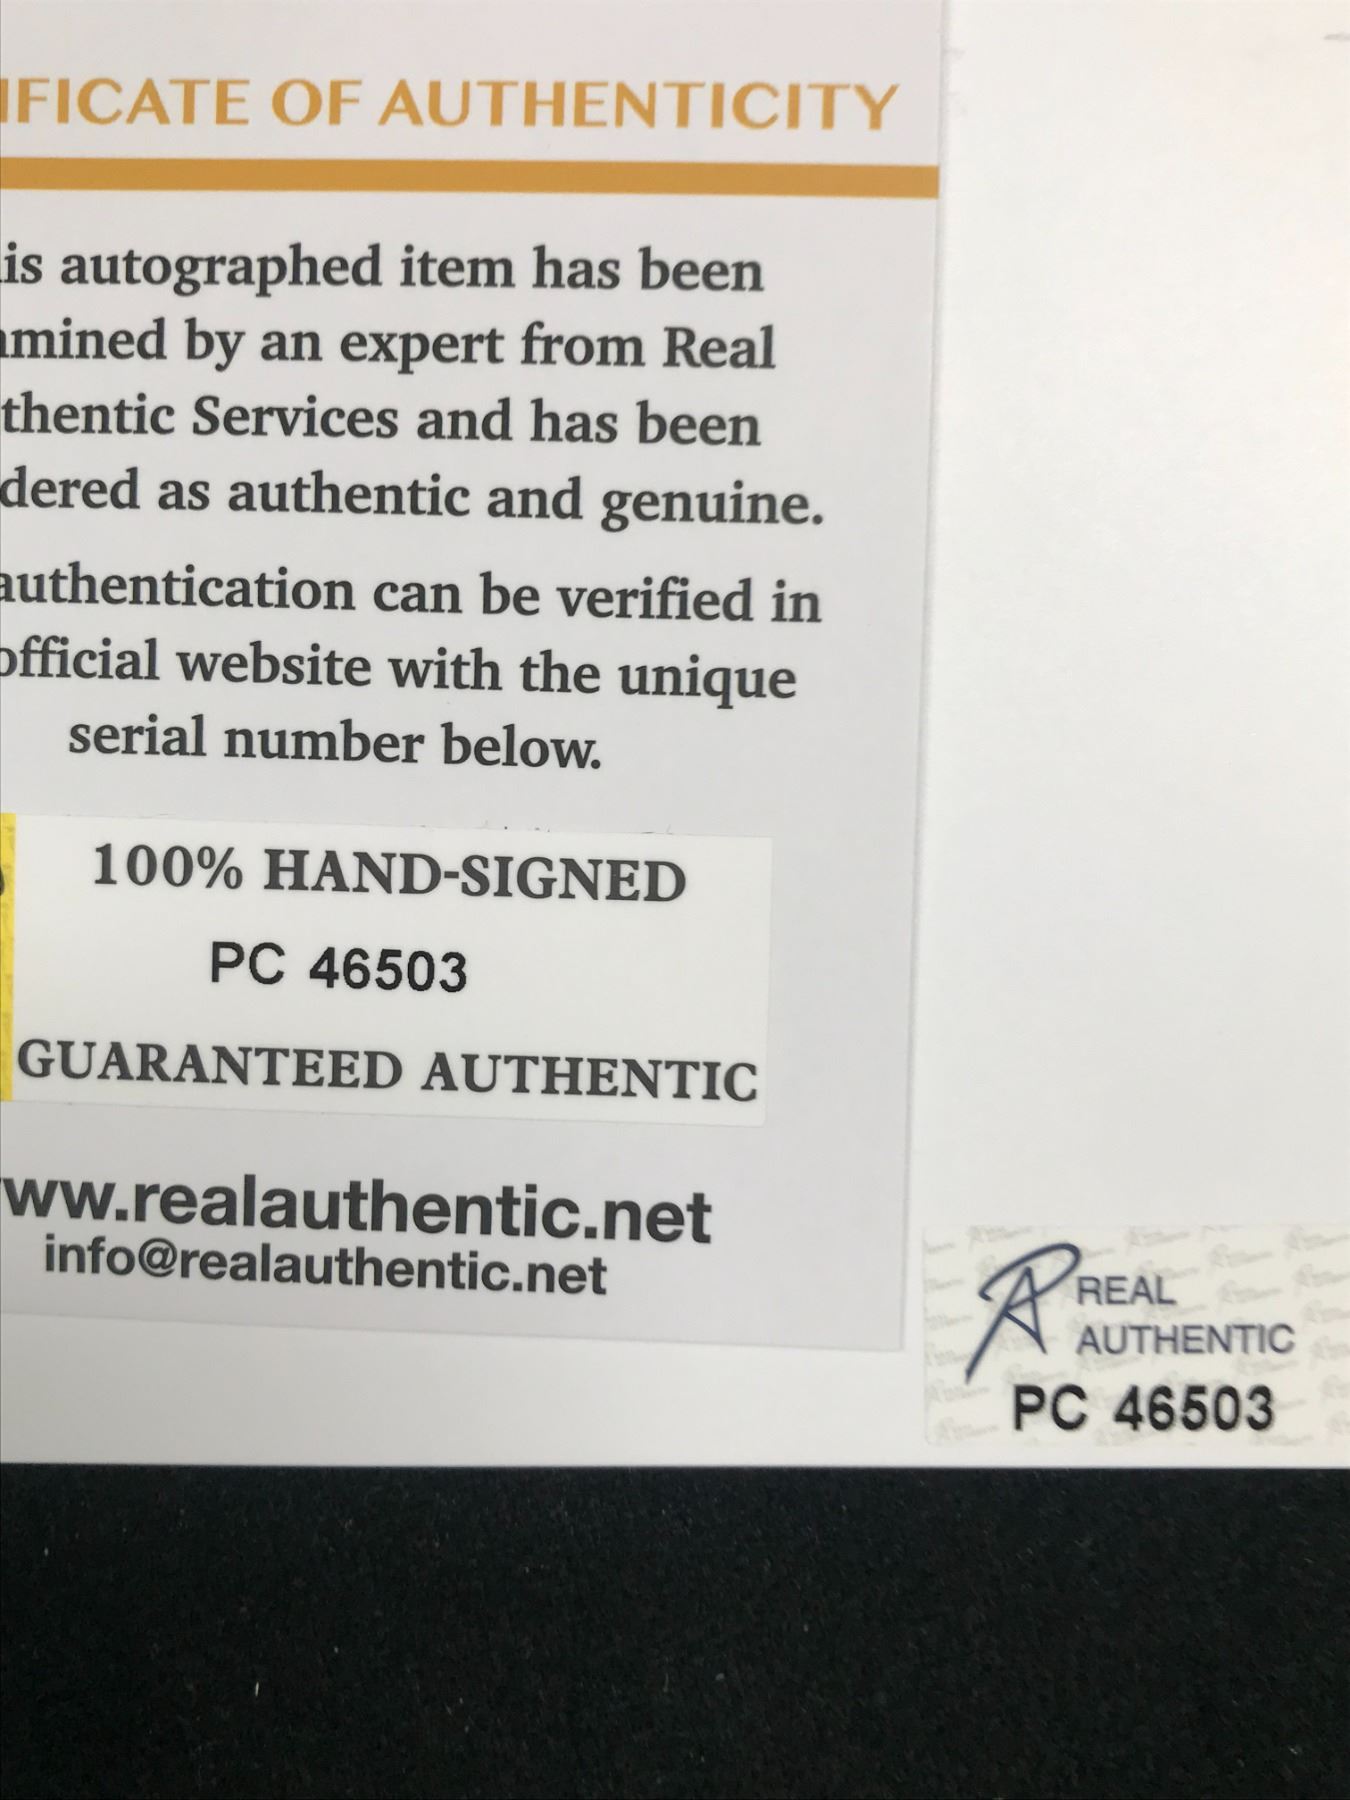 IFICATE OF AUTHENTICITY
is autographed item has been
mined by an expert from Real
thentic Services and has been
dered as authentic and genuine.
authentication can be verified in
official website with the unique
serial number below.
100% HAND-SIGNED
PC 46503
GUARANTEED AUTHENTIC
ww.realauthentic.net
info@realauthentic.net
REAL
AUTHENTIC
PC 46503